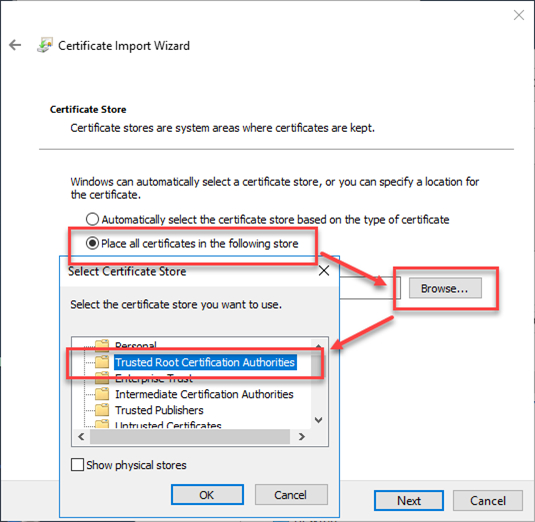 Certificate Import Wizard
Certificate Store
Certificate stores are system areas where certificates are kept.
Windows can automatically select a certificate store, or you can specify a location for
the certificate.
Automatically select the certificate store based on the type of certificate
Place all certificates in the following store
Browse...
Select Certificate Store
Select the certificate store you want to use.
Personal
Trusted Root Certification Authorities
Enterprise Trust
Intermediate Certification Authorities
Trusted Publishers
Untrusted Certificates
Show physical stores
OK
Cancel
Next
Cancel